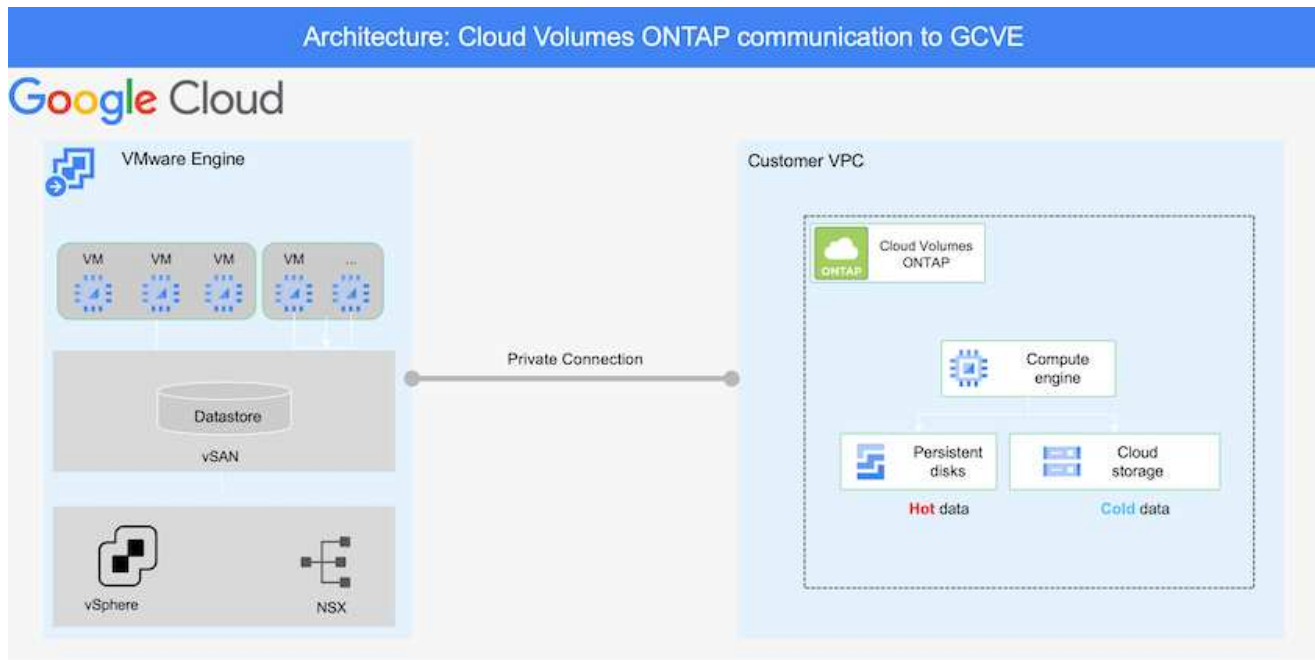 Architecture: Cloud Volumes ONTAP communication to GCVE
Google Cloud
VMware Engine
VM
VM
VM
VM
...
Datastore
vSAN
vSphere
NSX
Private Connection
Customer VPC
ONTAP
Cloud Volumes
ONTAP
Compute
engine
Persistent
disks
Cloud
storage
Hot data
Cold data